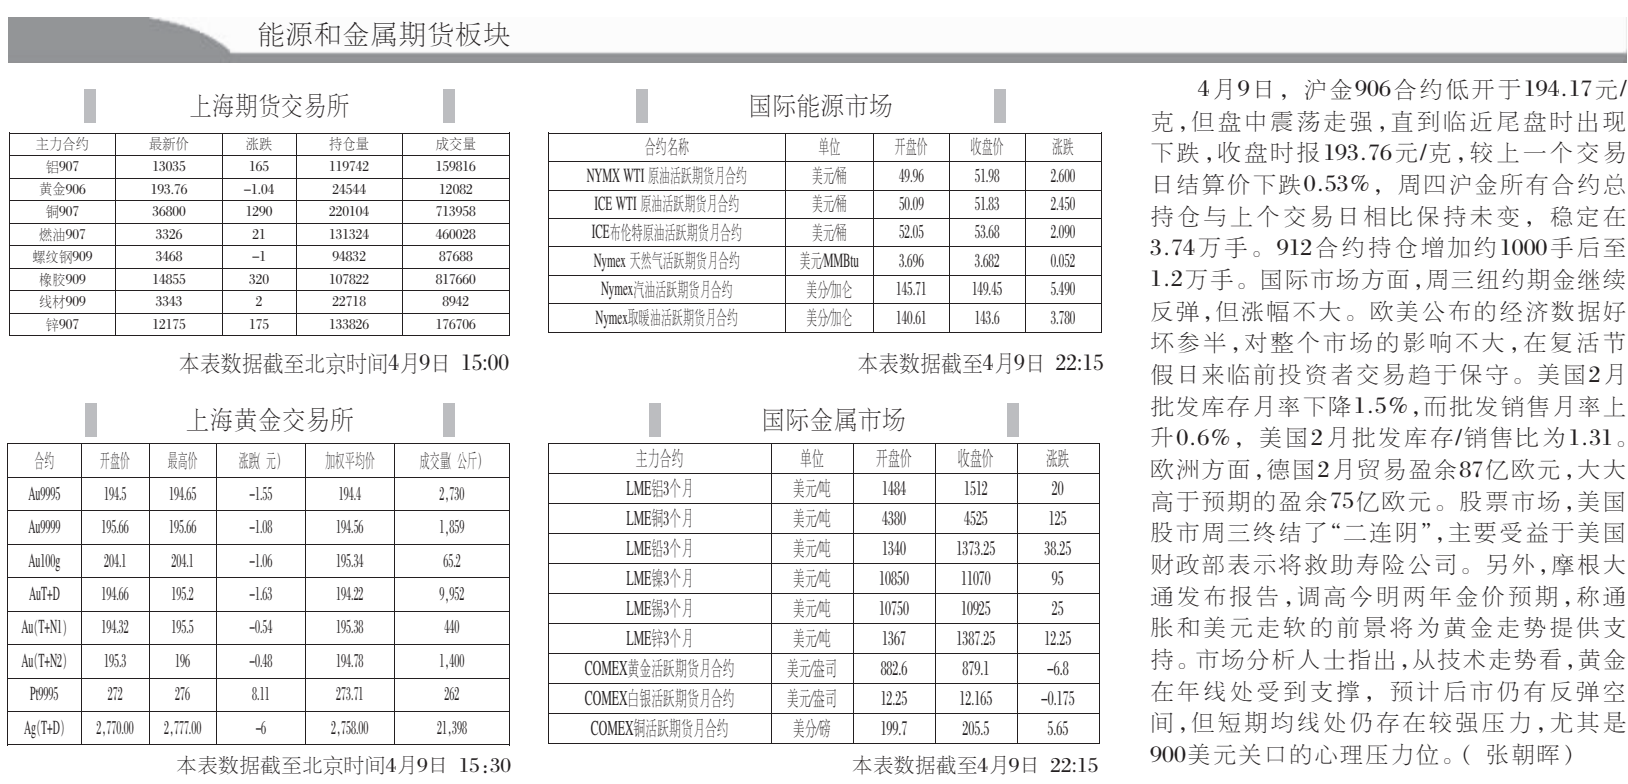 能源和金属期货板块
上海期货交易所
主力合约 最新价 涨跌 持仓量 成交量
铝907 13035 165 119742 159816
黄金906 193.76 -1.04 24544 12082
铜907 36800 1290 220104 713958
燃油907 3326 21 131324 460028
螺纹钢909 3468 -1 94832 87688
橡胶909 14855 320 107822 817660
线材909 3343 2 22718 8942
锌907 12175 175 133826 176706
本表数据截至北京时间4月9日 15:00
国际能源市场
合约名称 单位 开盘价 收盘价 涨跌
NYMX WTI 原油活跃期货月合约 美元/桶 49.96 51.98 2.600
ICE WTI 原油活跃期货月合约 美元/桶 50.09 51.83 2.450
ICE布伦特原油活跃期货月合约 美元/桶 52.05 53.68 2.090
Nymex 天然气活跃期货月合约 美元/MMBtu 3.696 3.682 0.052
Nymex汽油活跃期货月合约 美分/加仑 145.71 149.45 5.490
Nymex取暖油活跃期货月合约 美分/加仑 140.61 143.6 3.780
本表数据截至4月9日 22:15
上海黄金交易所
合约 开盘价 最高价 涨跌( 元) 加权平均价 成交量( 公斤)
Au9995 194.5 194.65 -1.55 194.4 2,730
Au9999 195.66 195.66 -1.08 194.56 1,859
Au100g 204.1 204.1 -1.06 195.34 65.2
AuT+D 194.66 195.2 -1.63 194.22 9,952
Au(T+N1) 194.32 195.5 -0.54 195.38 440
Au(T+N2) 195.3 196 -0.48 194.78 1,400
Pt9995 272 276 8.11 273.71 262
Ag(T+D) 2,770.00 2,777.00 -6 2,758.00 21,398
本表数据截至北京时间4月9日 15:30
国际金属市场
主力合约 单位 开盘价 收盘价 涨跌
LME铝3个月 美元/吨 1484 1512 20
LME铜3个月 美元/吨 4380 4525 125
LME铅3个月 美元/吨 1340 1373.25 38.25
LME镍3个月 美元/吨 10850 11070 95
LME锡3个月 美元/吨 10750 10925 25
LME锌3个月 美元/吨 1367 1387.25 12.25
COMEX黄金活跃期货月合约 美元/盎司 882.6 879.1 -6.8
COMEX白银活跃期货月合约 美元/盎司 12.25 12.165 -0.175
COMEX铜活跃期货月合约 美分/磅 199.7 205.5 5.65
本表数据截至4月9日 22:15
4月9日，沪金906合约低开于194.17元/
克,但盘中震荡走强,直到临近尾盘时出现
下跌,收盘时报193.76元/克,较上一个交易
日结算价下跌0.53%，周四沪金所有合约总
持仓与上个交易日相比保持未变，稳定在
3.74万手。912合约持仓增加约1000手后至
1.2万手。国际市场方面,周三纽约期金继续
反弹,但涨幅不大。欧美公布的经济数据好
坏参半,对整个市场的影响不大,在复活节
假日来临前投资者交易趋于保守。美国2月
批发库存月率下降1.5%,而批发销售月率上
升0.6%，美国2月批发库存/销售比为1.31。
欧洲方面,德国2月贸易盈余87亿欧元,大大
高于预期的盈余75亿欧元。股票市场,美国
股市周三终结了“二连阴”,主要受益于美国
财政部表示将救助寿险公司。另外,摩根大
通发布报告,调高今明两年金价预期,称通
胀和美元走软的前景将为黄金走势提供支
持。市场分析人士指出,从技术走势看,黄金
在年线处受到支撑，预计后市仍有反弹空
间,但短期均线处仍存在较强压力,尤其是
900美元关口的心理压力位。( 张朝晖)